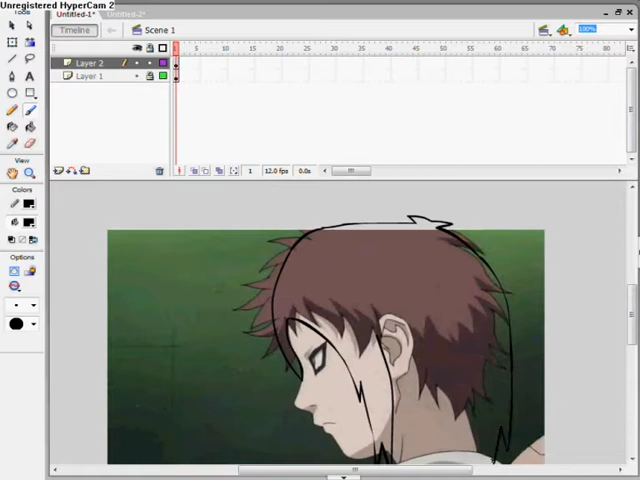 Unregistered HyperCam 2
Tools
Untitled-1*
Untitled-2*
Timeline
Scene 1
100%
1 5 10 15 20 25 30 35 40 45 50 55 60 65 70 75 80
Layer 2
Layer 1
A
1 12.0 fps 0.0s
View
Colors
Options